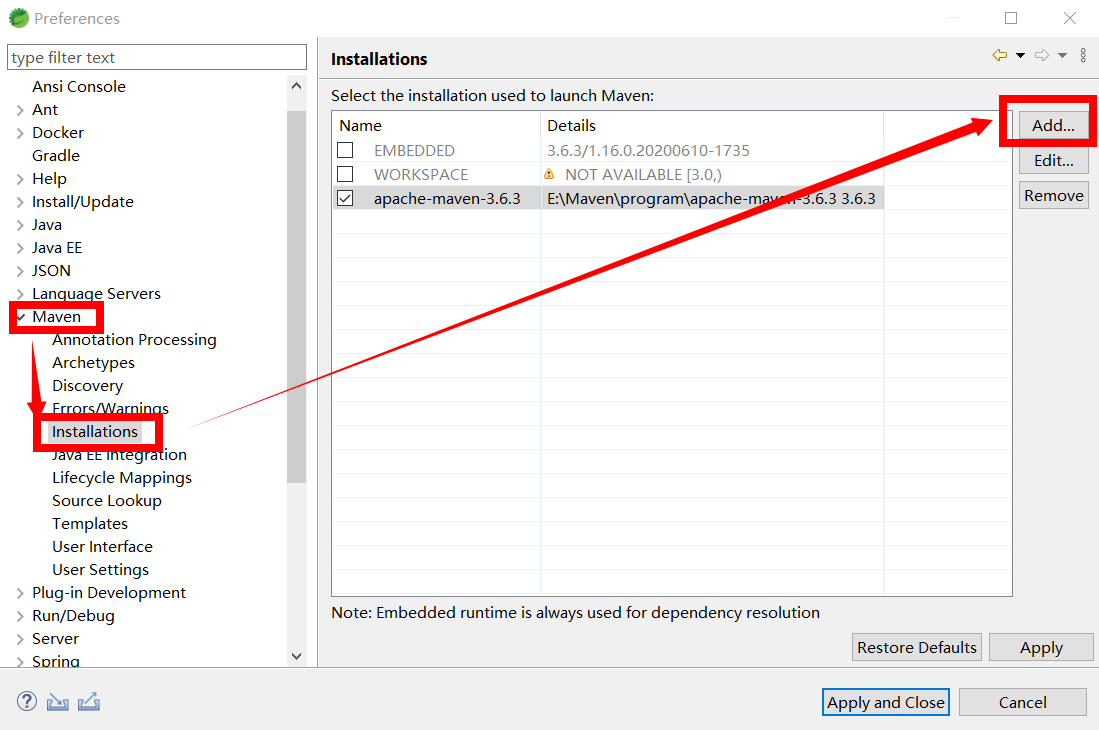 Preferences
type filter text
Ansi Console
Ant
Docker
Gradle
Help
Install/Update
Java
Java EE
JSON
Language Servers
Maven
Annotation Processing
Archetypes
Discovery
Errors/Warnings
Installations
Java EE Integration
Lifecycle Mappings
Source Lookup
Templates
User Interface
User Settings
Plug-in Development
Run/Debug
Server
Spring
Installations
Select the installation used to launch Maven:
Name Details
EMBEDDED 3.6.3/1.16.0.20200610-1735
WORKSPACE NOT AVAILABLE [3.0,)
apache-maven-3.6.3 E:\Maven\program\apache-maven-3.6.3 3.6.3
Add...
Edit...
Remove
Note: Embedded runtime is always used for dependency resolution
Restore Defaults Apply
Apply and Close Cancel